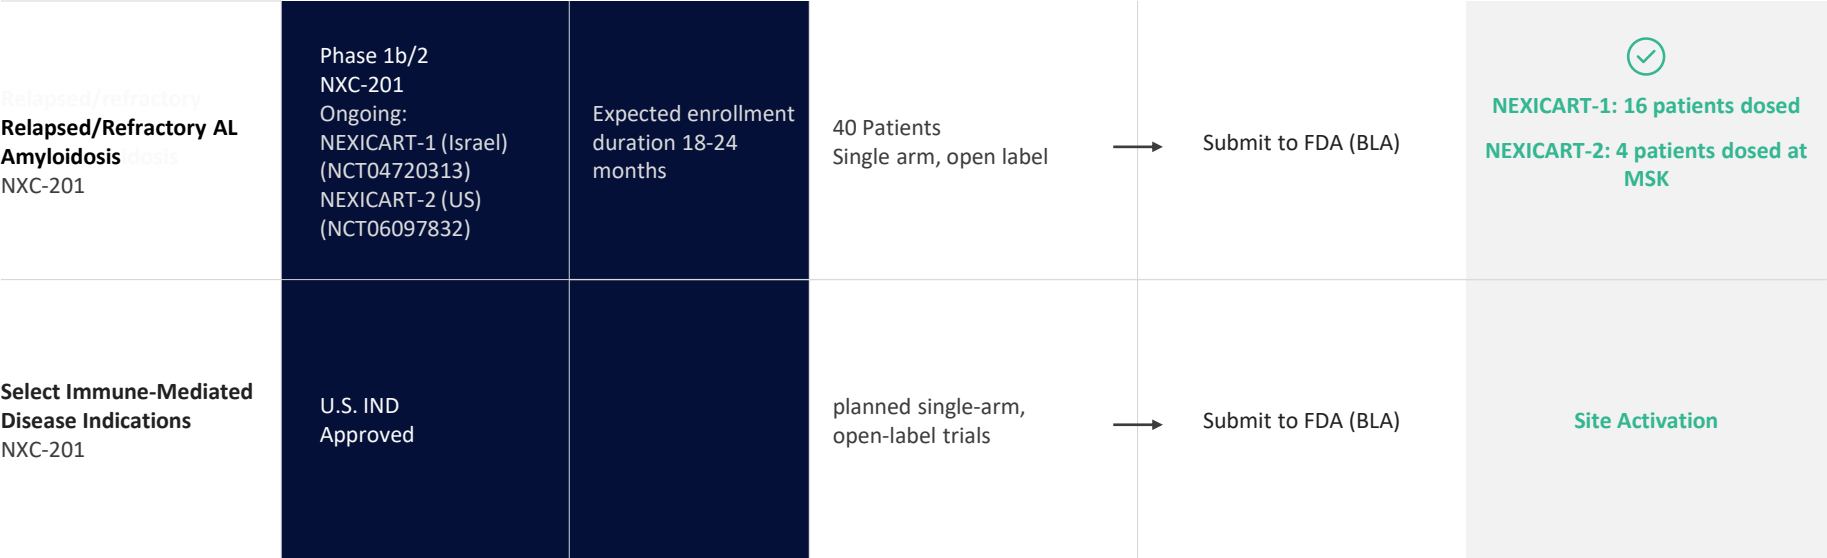 Relapsed/refractory
Relapsed/Refractory AL
Amyloidosis
NXC-201
Phase 1b/2
NXC-201
Ongoing:
NEXICART-1 (Israel)
(NCT04720313)
NEXICART-2 (US)
(NCT06097832)
Expected enrollment
duration 18-24
months
40 Patients
Single arm, open label
Submit to FDA (BLA)
NEXICART-1: 16 patients dosed
NEXICART-2: 4 patients dosed at
MSK
Select Immune-Mediated
Disease Indications
NXC-201
U.S. IND
Approved
planned single-arm,
open-label trials
Submit to FDA (BLA)
Site Activation